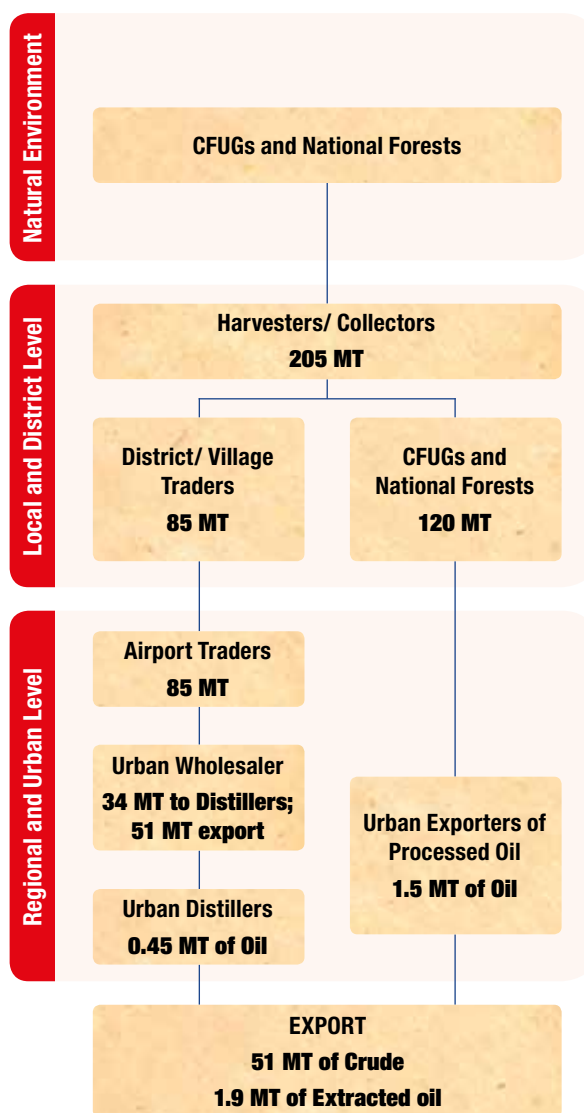 Natural Environment
CFUGs and National Forests
Local and District Level
Harvesters/ Collectors
205 MT
District/ Village
Traders
85 MT
CFUGs and
National Forests
120 MT
Regional and Urban Level
Airport Traders
85 MT
Urban Wholesaler
34 MT to Distillers;
51 MT export
Urban Distillers
0.45 MT of Oil
Urban Exporters of
Processed Oil
1.5 MT of Oil
EXPORT
51 MT of Crude
1.9 MT of Extracted oil